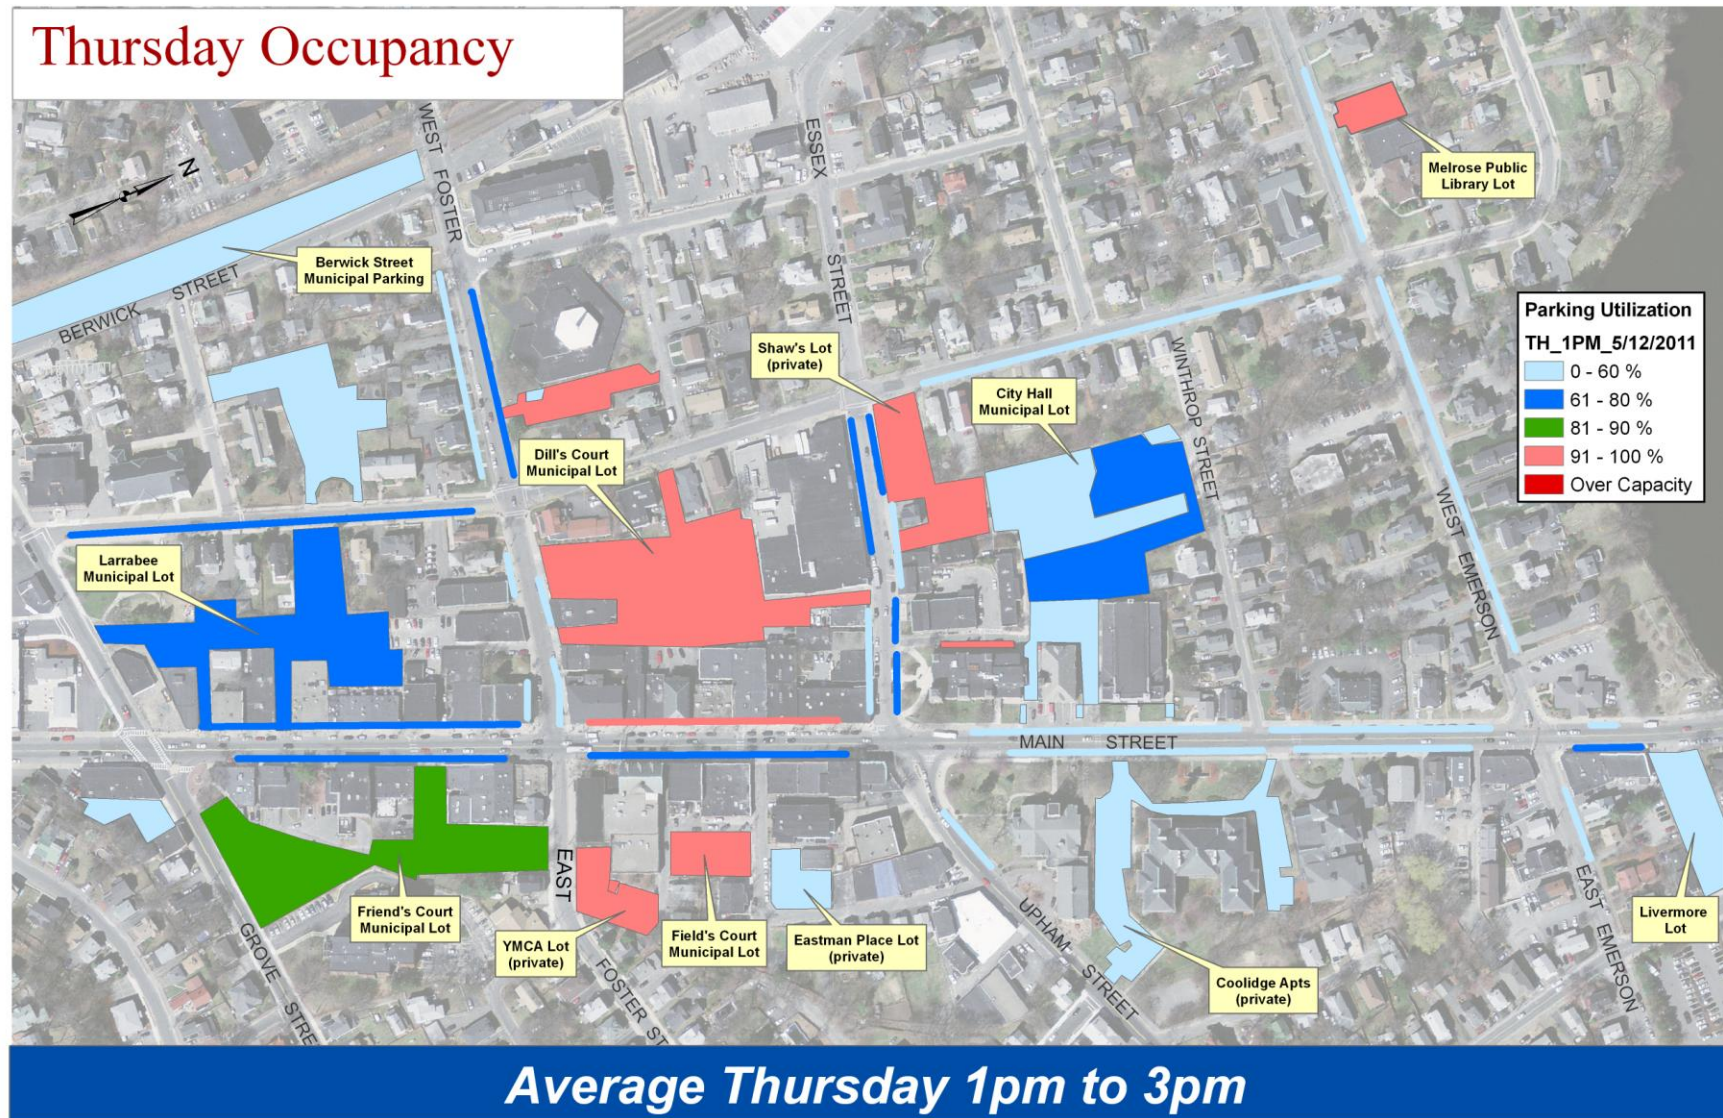 Thursday Occupancy
WEST FOSTER
ESSEX
STREET
N
Melrose Public
Library Lot
Berwick Street
Municipal Parking
BERWICK STREET
Shaw's Lot
(private)
City Hall
Municipal Lot
WINTHROP STREET
Parking Utilization
TH_1PM_5/12/2011
0 - 60 %
61 - 80 %
81 - 90 %
91 - 100 %
Over Capacity
Dill's Court
Municipal Lot
WEST EMERSON
Larrabee
Municipal Lot
MAIN STREET
EAST
FOSTER ST
Friend's Court
Municipal Lot
GROVE STREE
YMCA Lot
(private)
Field's Court
Municipal Lot
Eastman Place Lot
(private)
UPHAM STREET
Coolidge Apts
(private)
EAST EMERSON
Livermore
Lot
Average Thursday 1pm to 3pm